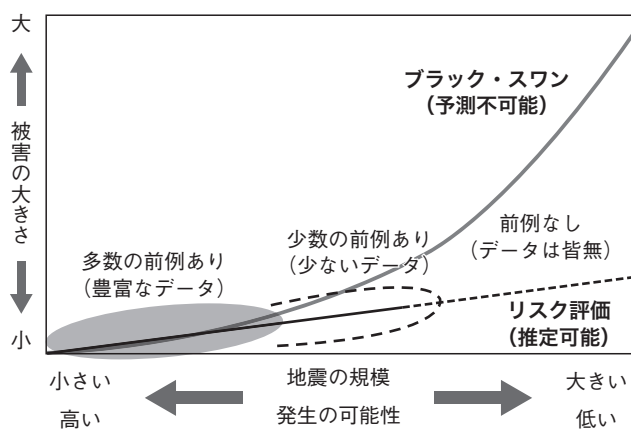 大
被害の大きさ
小
ブラック・スワン
(予測不可能)
少数の前例あり
(少ないデータ)
前例なし
(データは皆無)
多数の前例あり
(豊富なデータ)
リスク評価
(推定可能)
小さい
地震の規模
大きい
高い
発生の可能性
低い